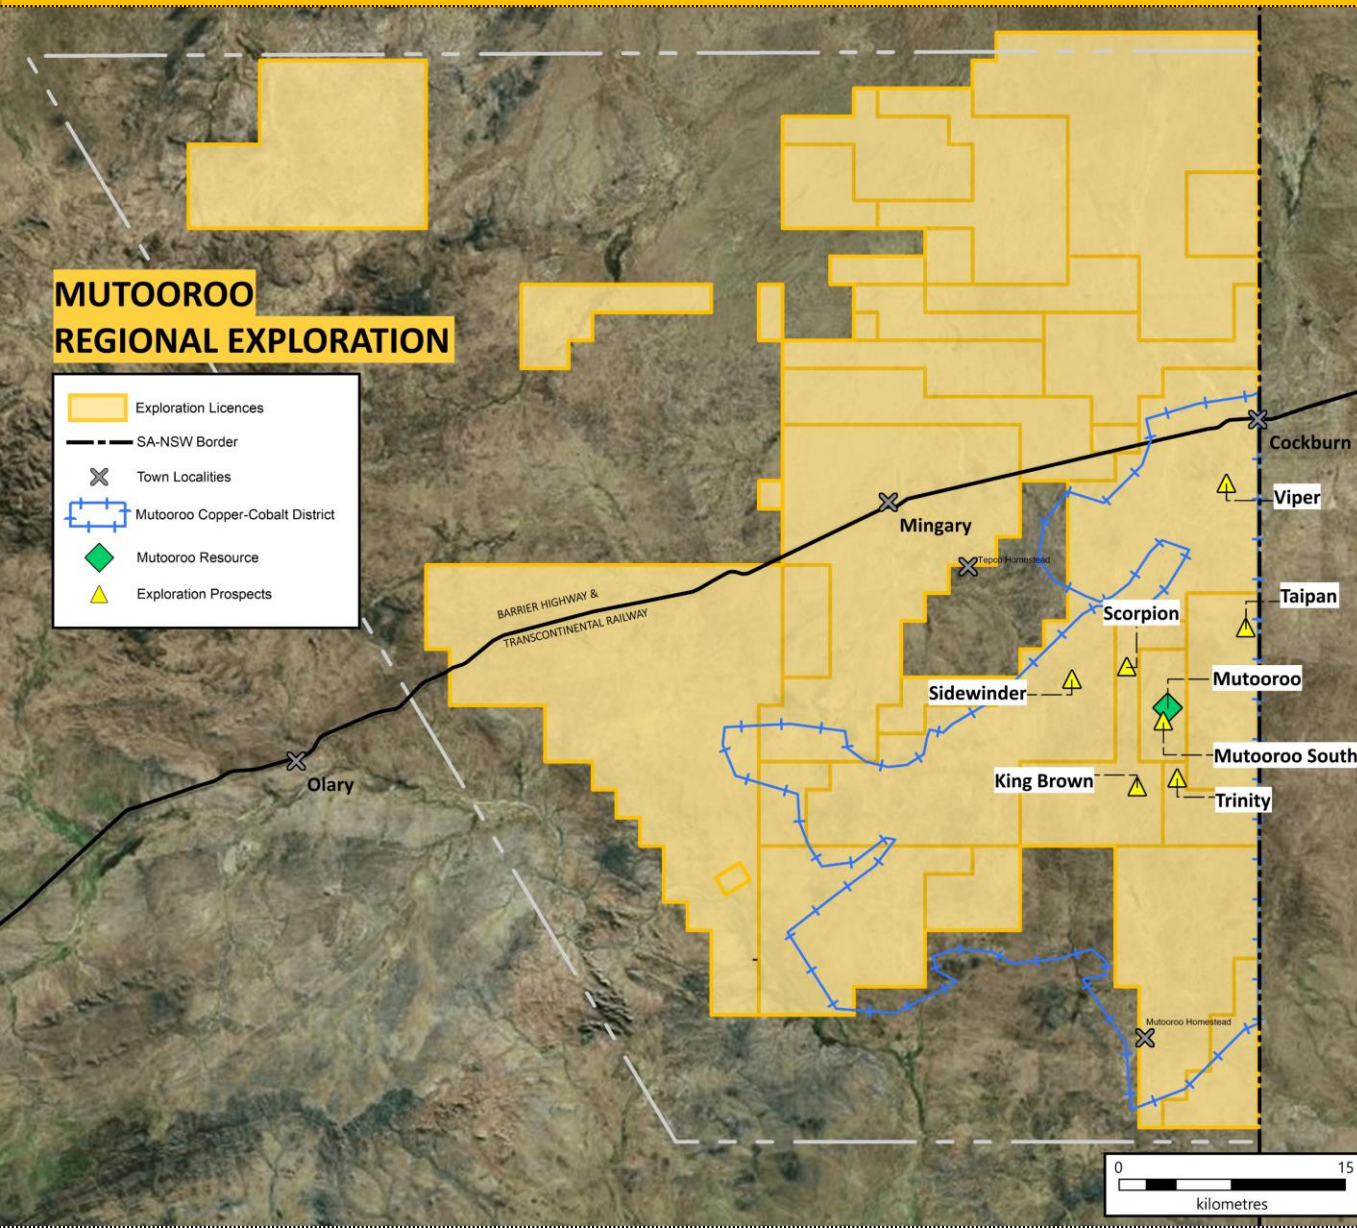 MUTOOROO
REGIONAL EXPLORATION
Exploration Licences
SA-NSW Border
Town Localities
Mutooroo Copper-Cobalt District
Mutooroo Resource
Exploration Prospects
Cockburn
Viper
Mingary
Tepco Homestead
BARRIER HIGHWAY &
TRANSCONTINENTAL RAILWAY
Taipan
Scorpion
Mutooroo
Sidewinder
Mutooroo South
King Brown
Olary
Trinity
Mutooroo Homestead
0 15
kilometres